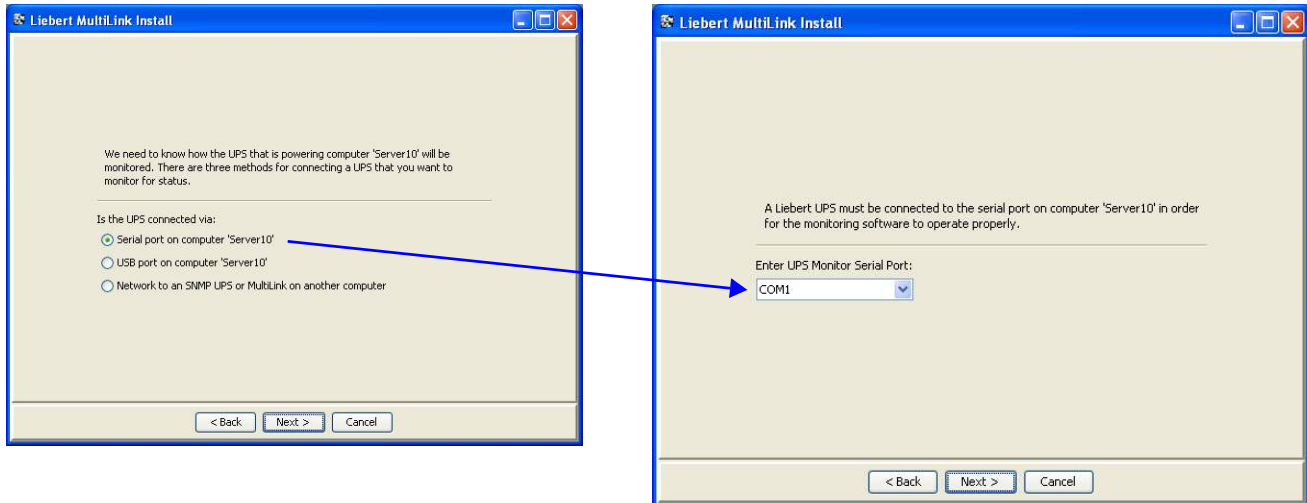 Liebert MultiLink Install
We need to know how the UPS that is powering computer 'Server10' will be
monitored. There are three methods for connecting a UPS that you want to
monitor for status.
Is the UPS connected via:
Serial port on computer 'Server10'
USB port on computer 'Server10'
Network to an SNMP UPS or MultiLink on another computer
< Back
Next >
Cancel
Liebert MultiLink Install
A Liebert UPS must be connected to the serial port on computer 'Server10' in order
for the monitoring software to operate properly.
Enter UPS Monitor Serial Port:
COM1
< Back
Next >
Cancel